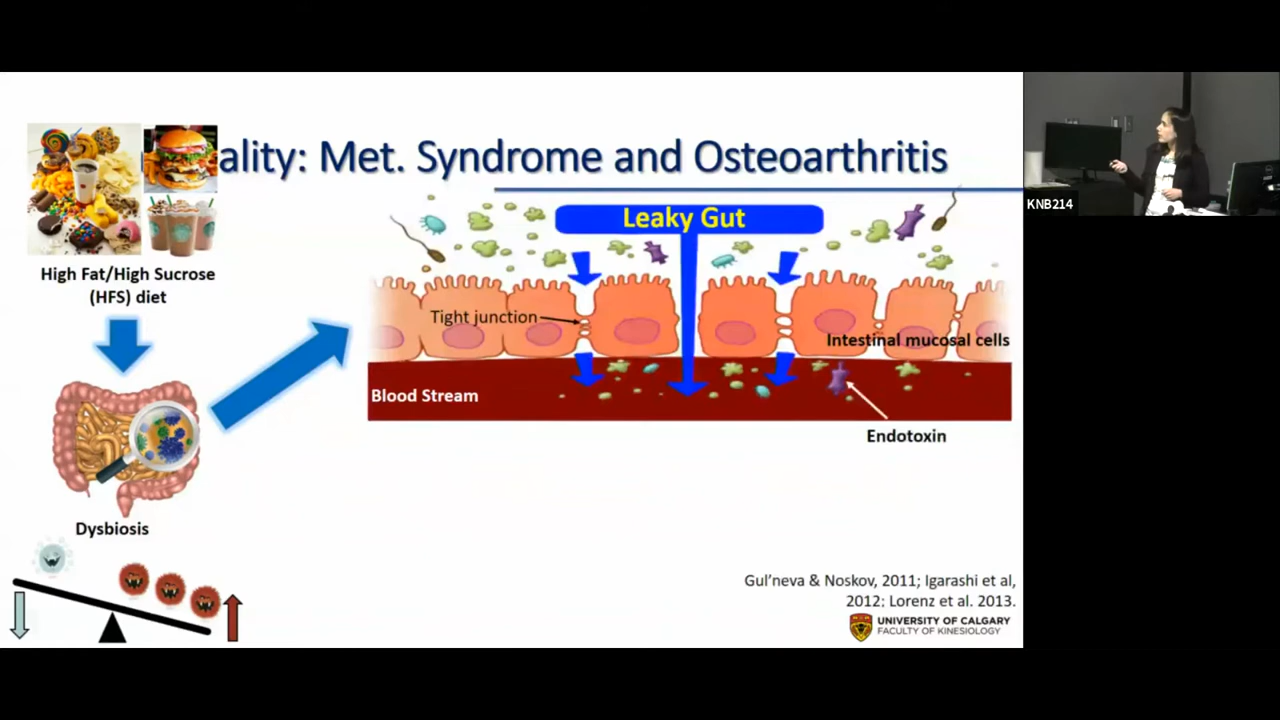 ality: Met. Syndrome and Osteoarthritis
High Fat/High Sucrose
(HFS) diet
Dysbiosis
Leaky Gut
Tight junction
Intestinal mucosal cells
Blood Stream
Endotoxin
Gul'neva & Noskov, 2011; Igarashi et al,
2012; Lorenz et al. 2013.
UNIVERSITY OF CALGARY
FACULTY OF KINESIOLOGY
KNB214